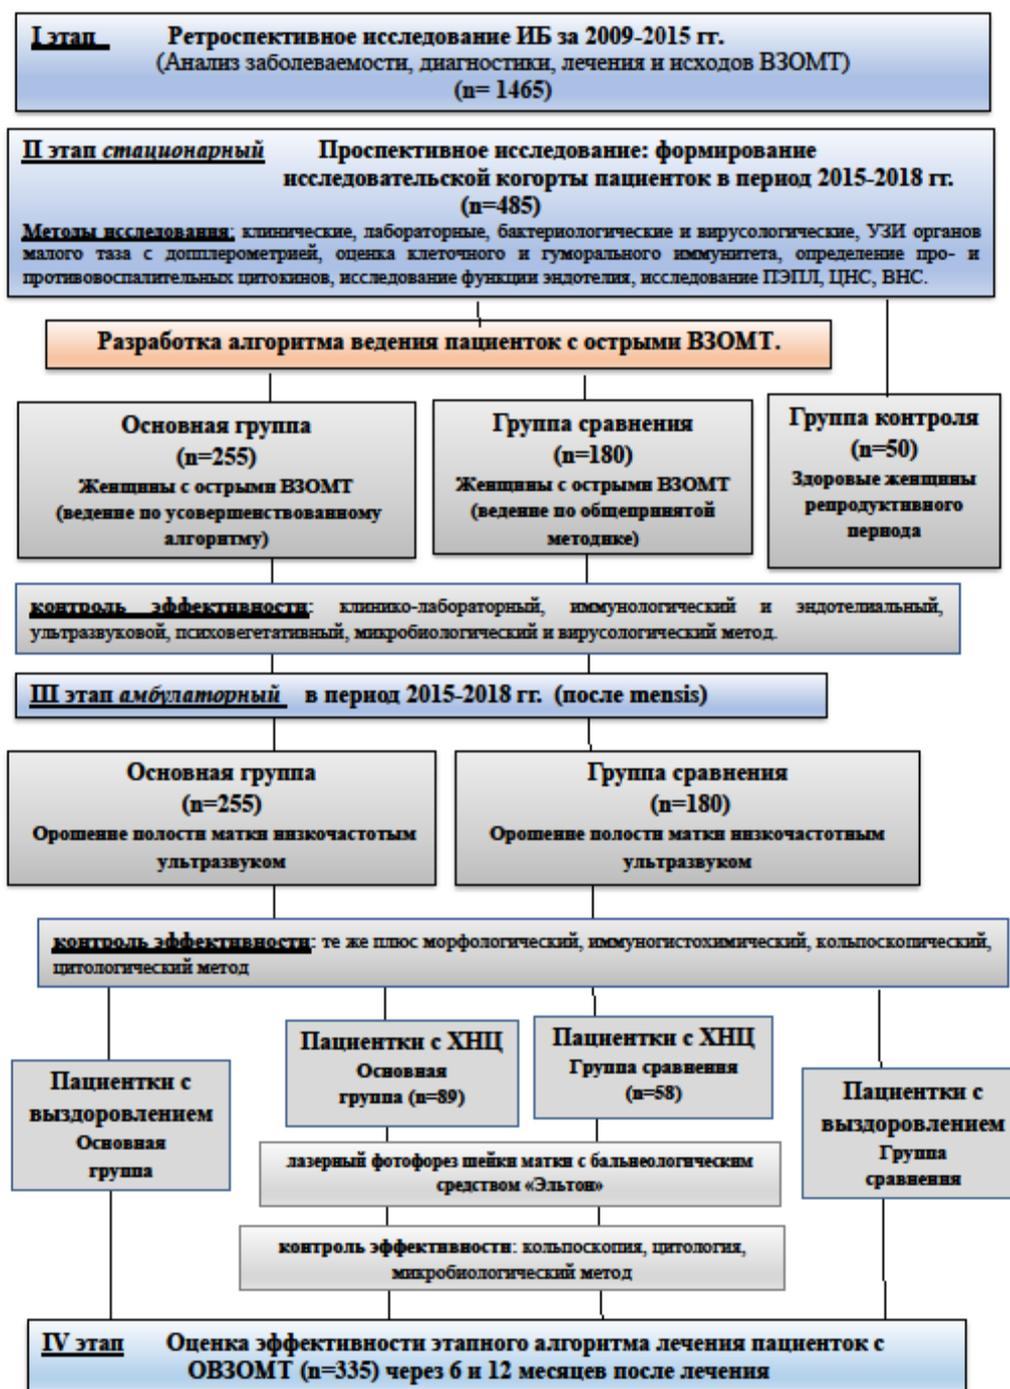 I этап Ретроспективное исследование ИБ за 2009-2015 гг.
(Анализ заболеваемости, диагностики, лечения и исходов ВЗОМТ)
(n= 1465)
II этап стационарный Проспективное исследование: формирование
исследовательской когорты пациенток в период 2015-2018 гг.
(n=485)
Методы исследования: клинические, лабораторные, бактериологические и вирусологические, УЗИ органов
малого таза с допплерометрией, оценка клеточного и гуморального иммунитета, определение про- и
противовоспалительных цитокинов, исследование функции эндотелия, исследование ПЭПЛ, ЦНС, ВНС.
Разработка алгоритма ведения пациенток с острыми ВЗОМТ.
Основная группа
(n=255)
Женщины с острыми ВЗОМТ
(ведение по усовершенствованному
алгоритму)
Группа сравнения
(n=180)
Женщины с острыми ВЗОМТ
(ведение по общепринятой
методике)
Группа контроля
(n=50)
Здоровые женщины
репродуктивного
периода
контроль эффективности: клинико-лабораторный, иммунологический и эндотелиальный,
ультразвуковой, психовегетативный, микробиологический и вирусологический метод.
III этап амбулаторный в период 2015-2018 гг. (после mensis)
Основная группа
(n=255)
Орошение полости матки низкочастотым
ультразвуком
Группа сравнения
(n=180)
Орошение полости матки низкочастотным
ультразвуком
контроль эффективности: те же плюс морфологический, иммуногистохимический, кольпоскопический,
цитологический метод
Пациентки с
выздоровлением
Основная
группа
Пациентки с ХНЦ
Основная
группа (n=89)
Пациентки с ХНЦ
Группа сравнения
(n=58)
Пациентки с
выздоровлением
Группа
сравнения
лазерный фотофорез шейки матки с бальнеологическим
средством «Эльтон»
контроль эффективности: кольпоскопия, цитология,
микробиологический метод
IV этап Оценка эффективности этапного алгоритма лечения пациенток с
ОВЗОМТ (n=335) через 6 и 12 месяцев после лечения